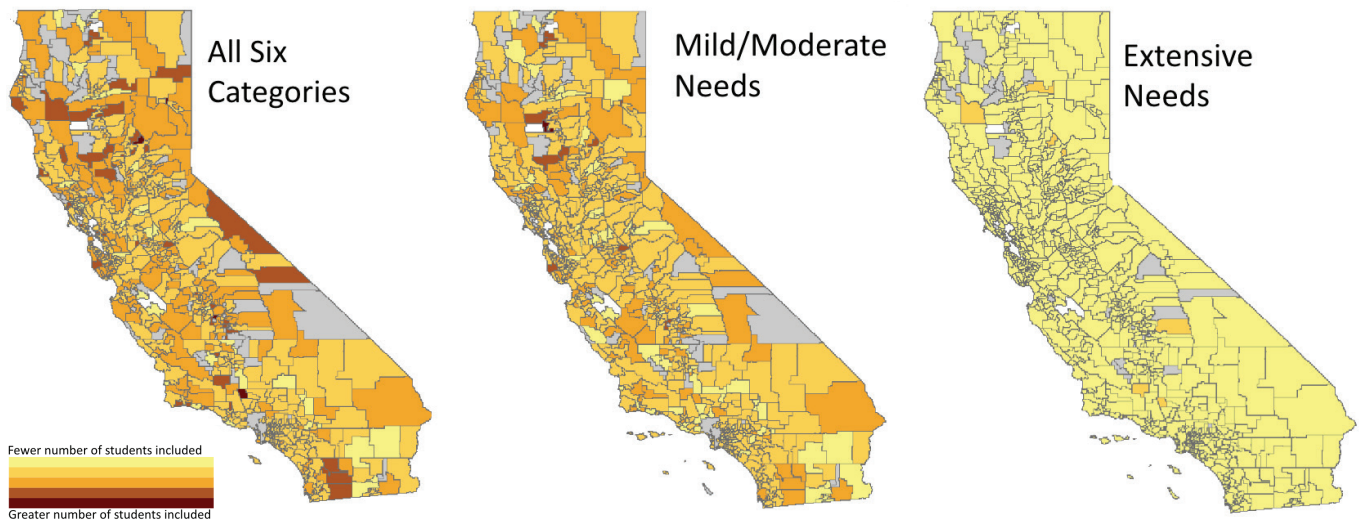 All Six
Categories
Mild/Moderate
Needs
Extensive
Needs
Fewer number of students included
Greater number of students included